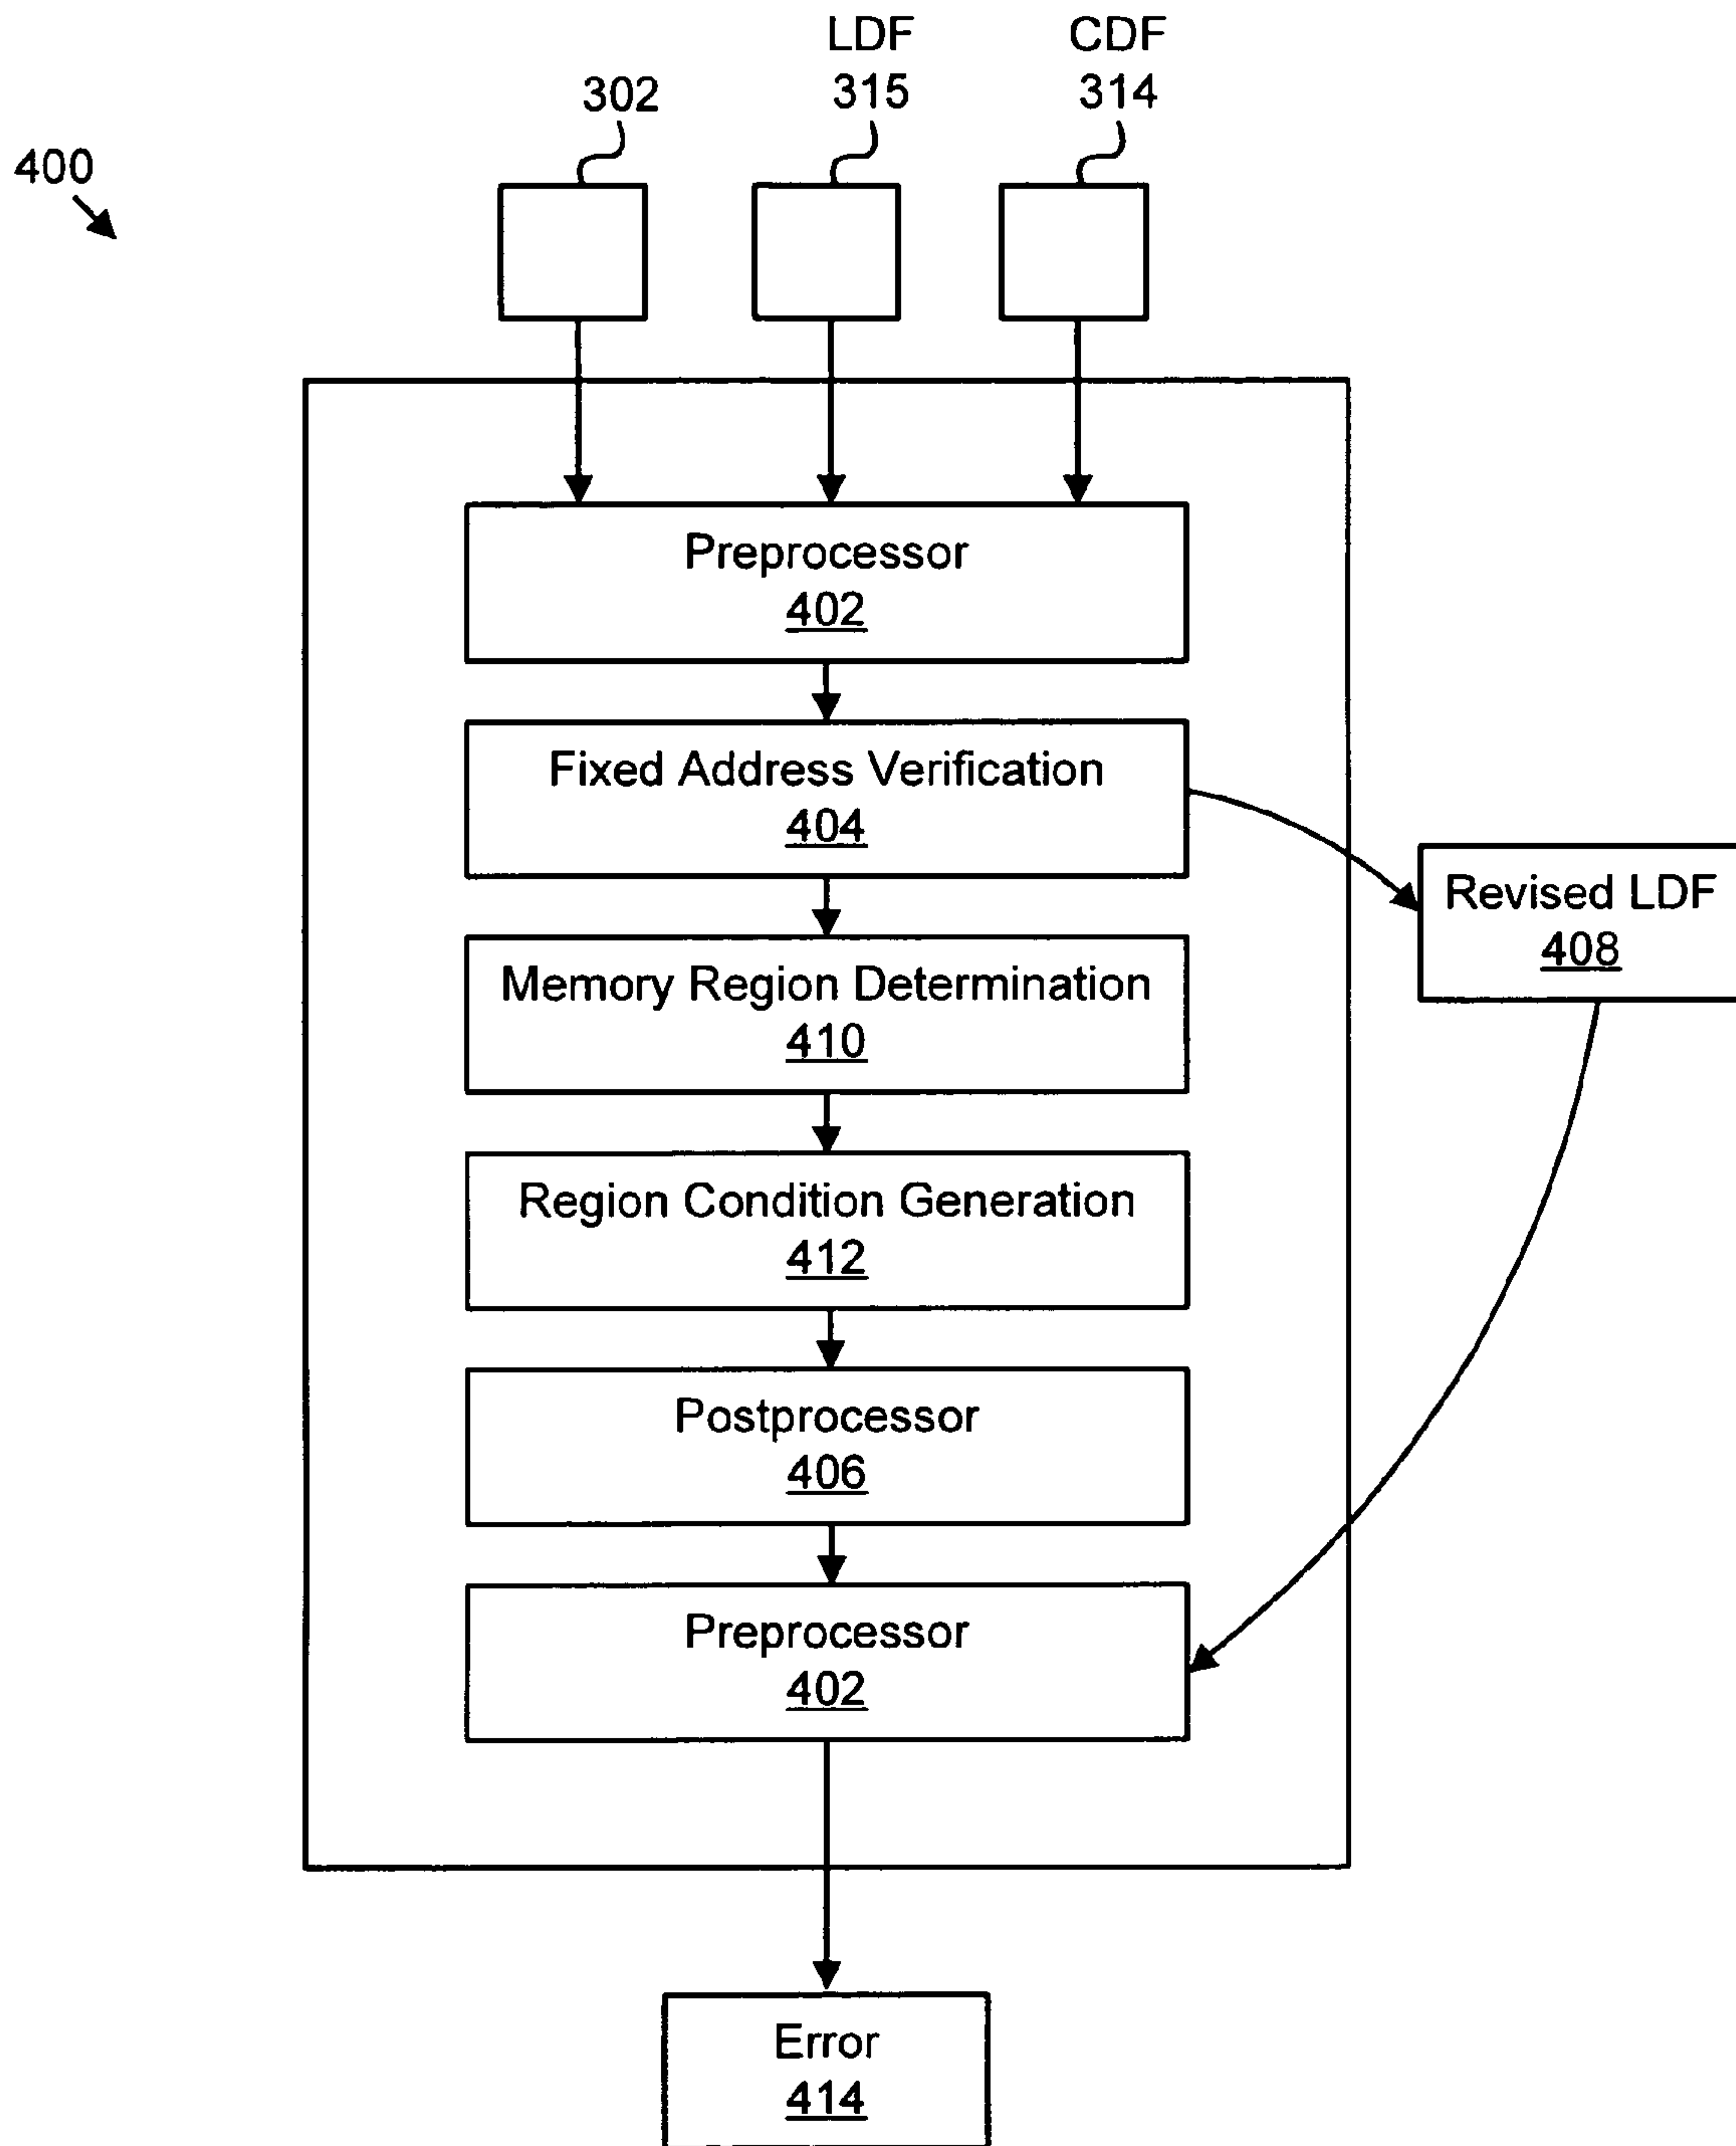 LDF
315
CDF
314
302
400
Preprocessor
402
Fixed Address Verification
404
Revised LDF
408
Memory Region Determination
410
Region Condition Generation
412
Postprocessor
406
Preprocessor
402
Error
414